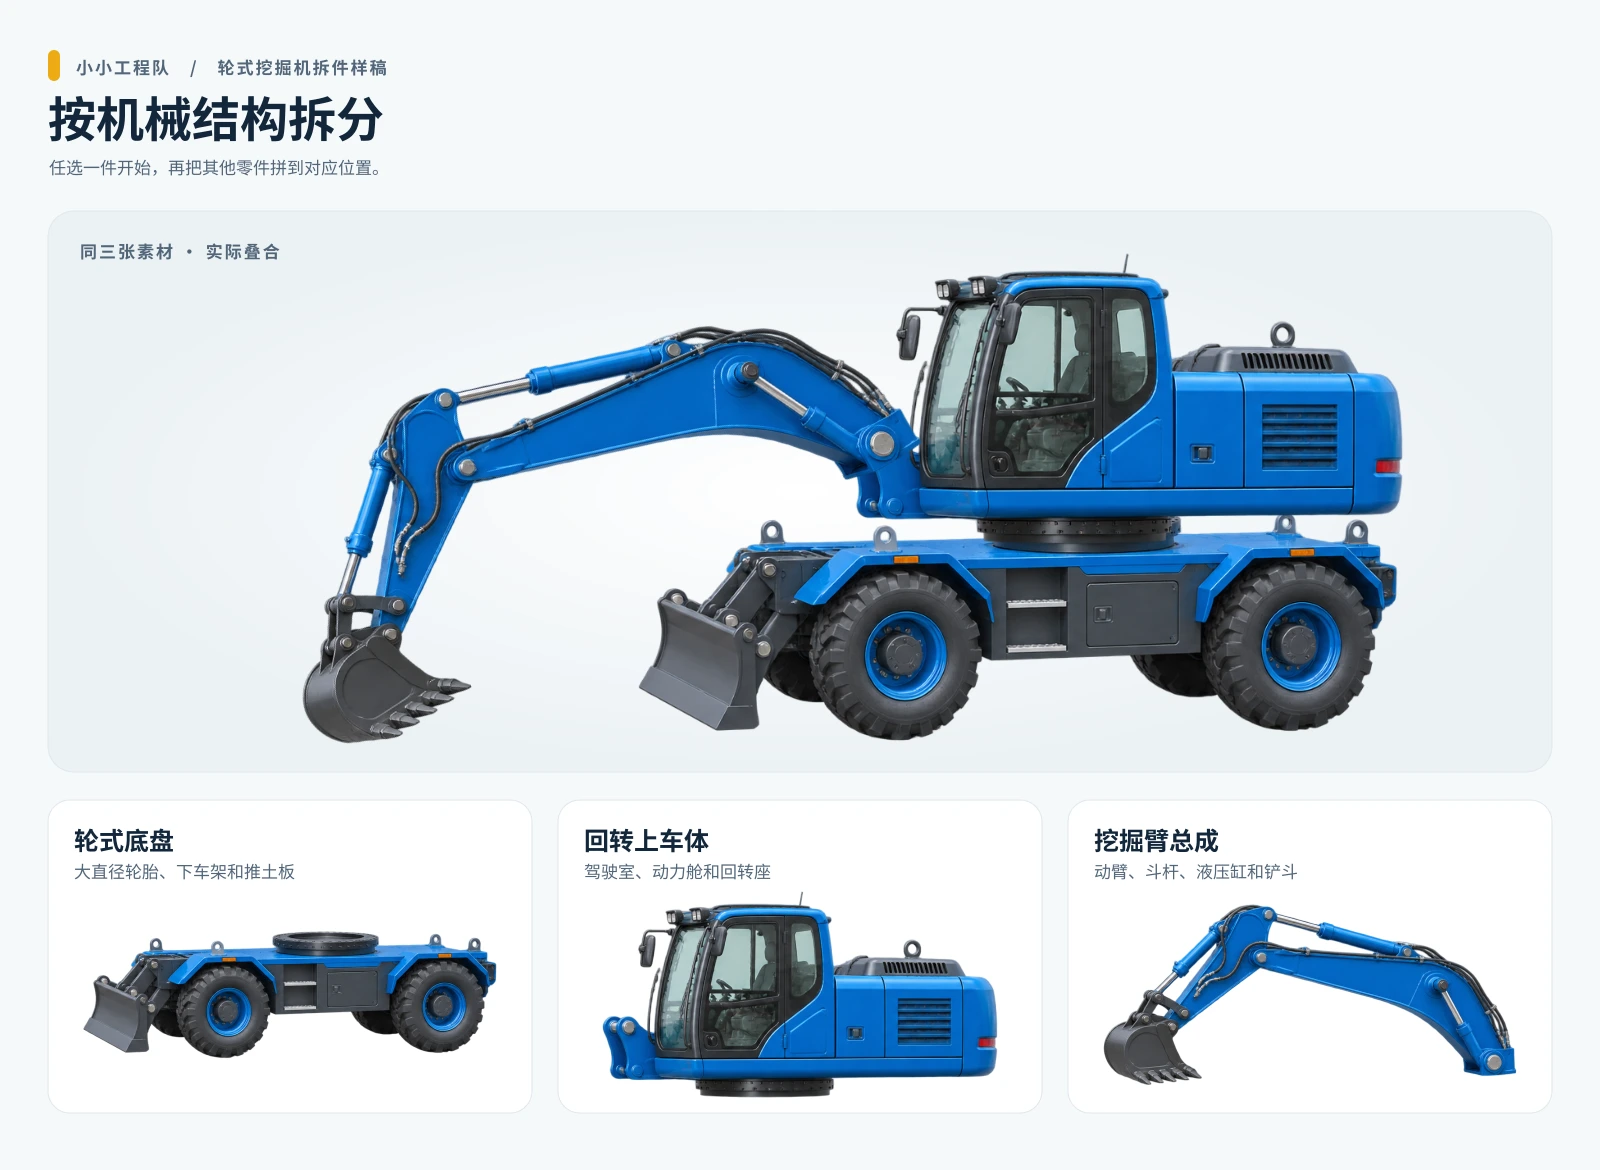 小小工程队 / 轮式挖掘机拆件样稿
按机械结构拆分
任选一件开始，再把其他零件拼到对应位置。
同三张素材 · 实际叠合
轮式底盘
大直径轮胎、下车架和推土板
回转上车体
驾驶室、动力舱和回转座
挖掘臂总成
动臂、斗杆、液压缸和铲斗